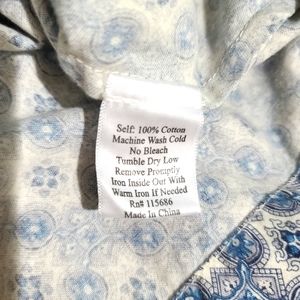 Self: 100% Cotton
Machine Wash Cold
No Bleach
Tumble Dry Low
Remove Promptly
Iron Inside Out With
Warm Iron If Needed
Rn# 115686
Made In China